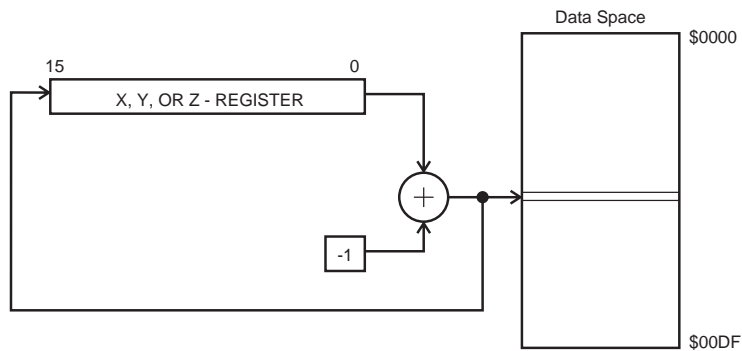 Data Space
$0000
15 0
X, Y, OR Z - REGISTER
+
-1
$00DF